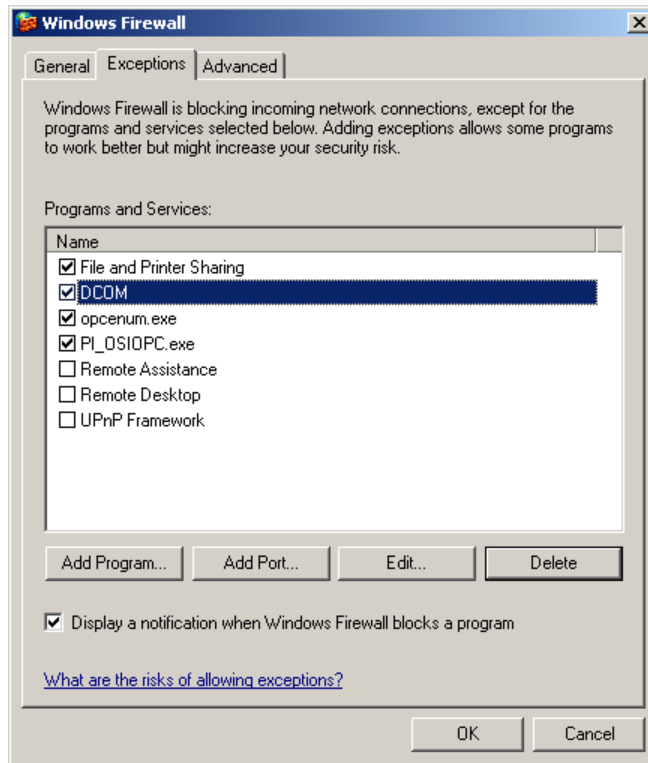 Windows Firewall
General
Exceptions
Advanced
Windows Firewall is blocking incoming network connections, except for the
programs and services selected below. Adding exceptions allows some programs
to work better but might increase your security risk.
Programs and Services:
Name
File and Printer Sharing
DCOM
opcenum.exe
PI_OSIOPC.exe
Remote Assistance
Remote Desktop
UPnP Framework
Add Program...
Add Port...
Edit...
Delete
Display a notification when Windows Firewall blocks a program
What are the risks of allowing exceptions?
OK
Cancel